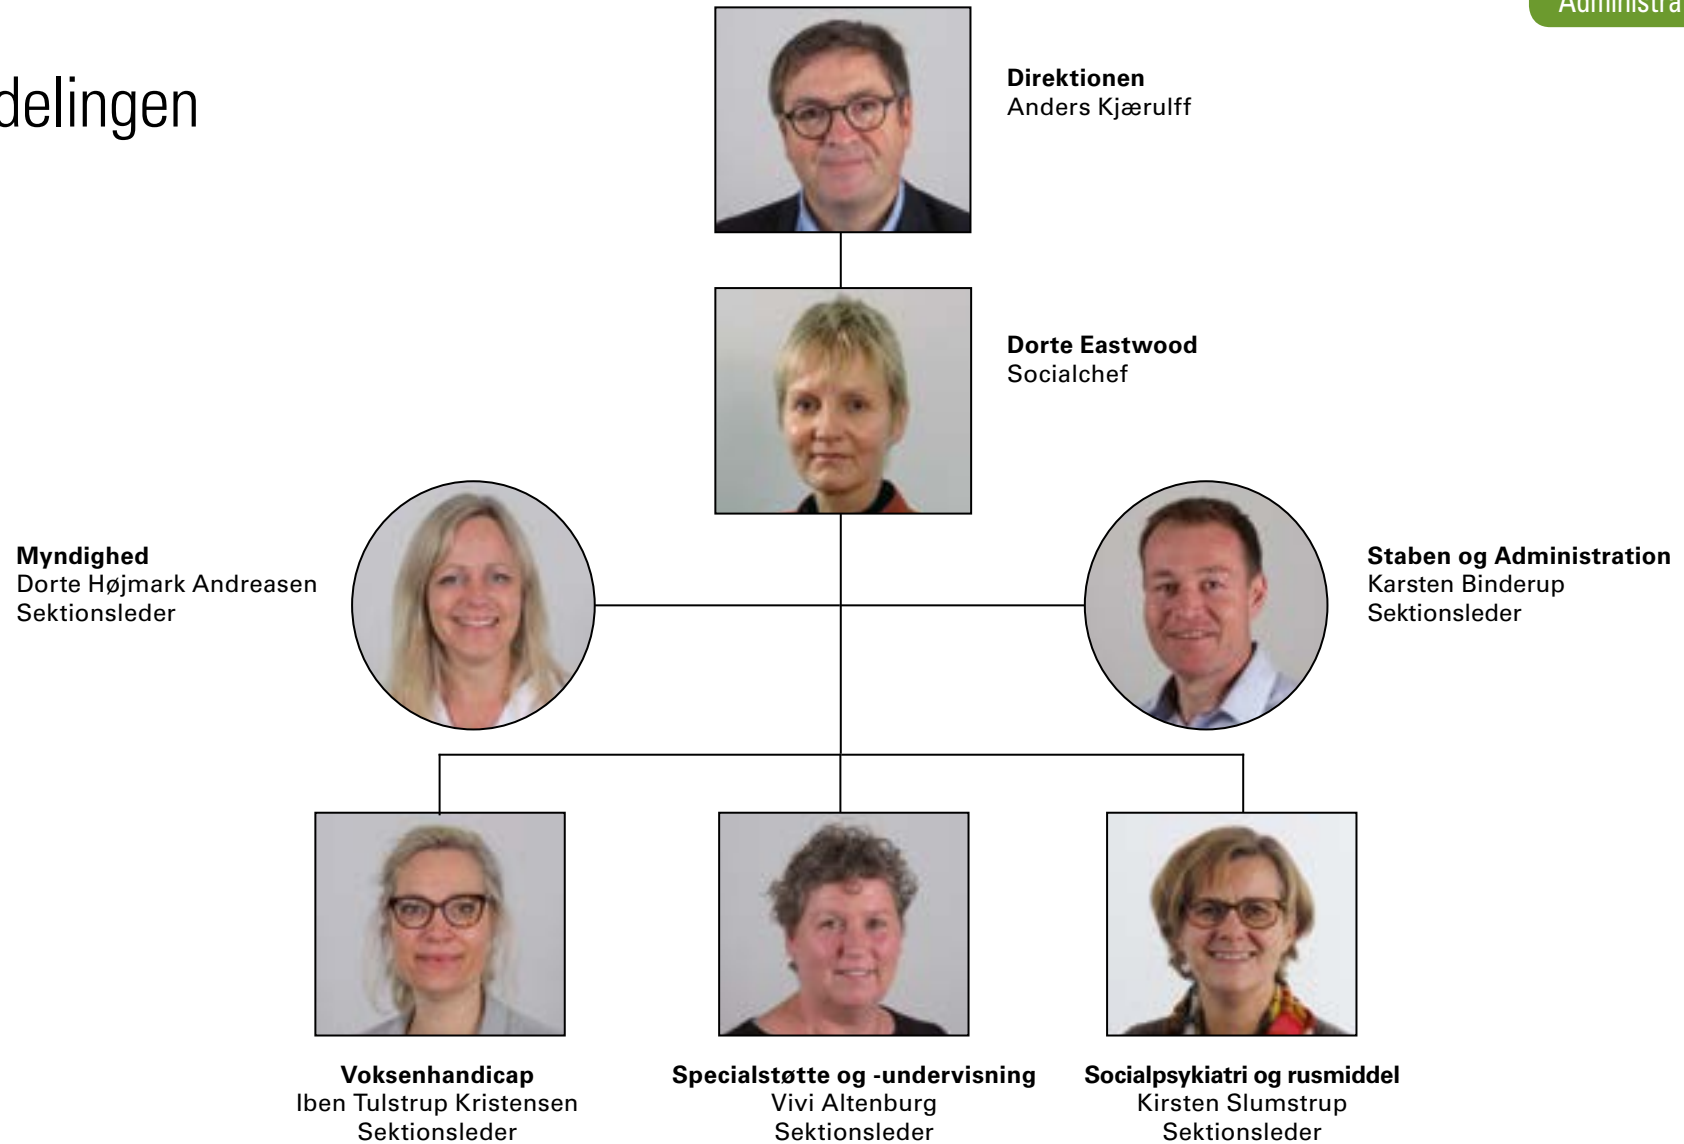 delingen
Direktionen
Anders Kjærulff
Dorte Eastwood
Socialchef
Myndighed
Dorte Højmark Andreasen
Sektionsleder
Staben og Administration
Karsten Binderup
Sektionsleder
Voksenhandicap
Iben Tulstrup Kristensen
Sektionsleder
Specialstøtte og -undervisning
Vivi Altenburg
Sektionsleder
Socialpsykiatri og rusmiddel
Kirsten Slumstrup
Sektionsleder